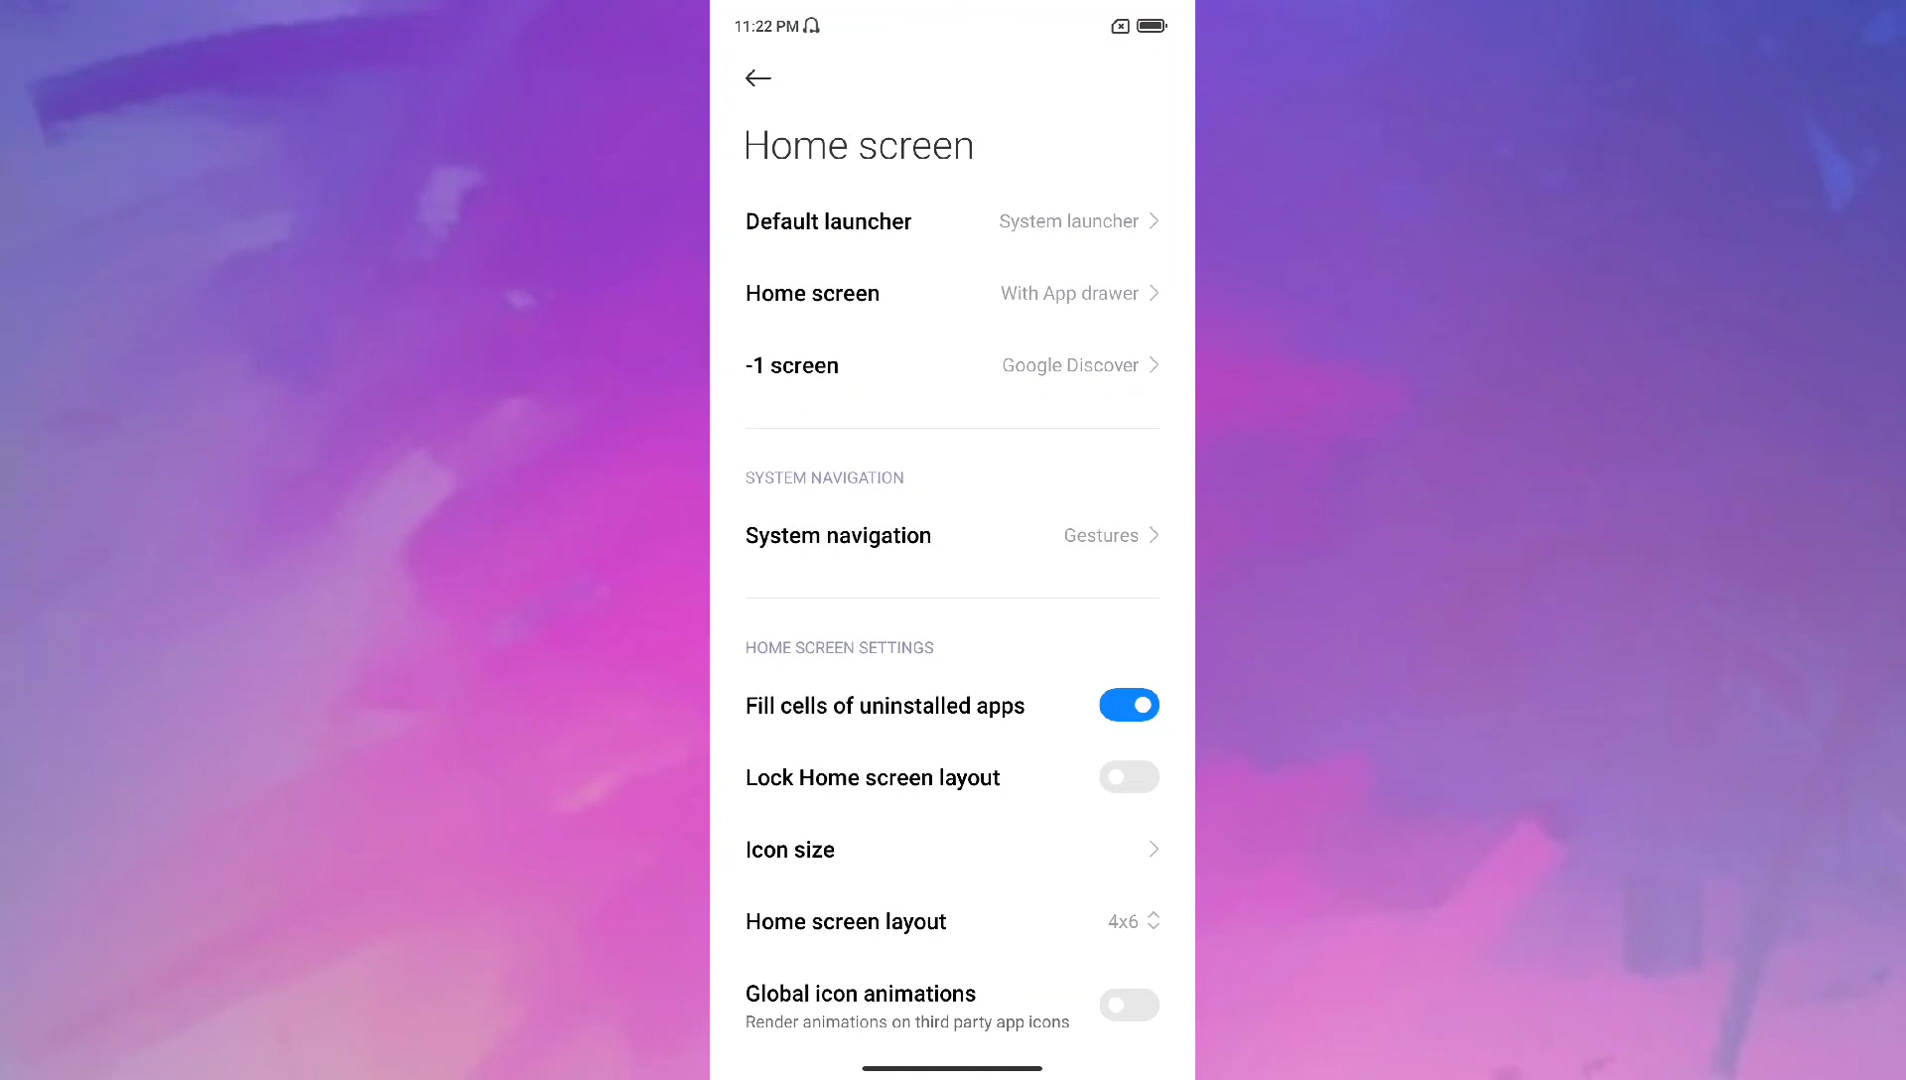 11:22 PM
Home screen
Default launcher System launcher
Home screen With App drawer
-1 screen Google Discover
SYSTEM NAVIGATION
System navigation Gestures
HOME SCREEN SETTINGS
Fill cells of uninstalled apps
Lock Home screen layout
Icon size
Home screen layout 4x6
Global icon animations
Render animations on third party app icons